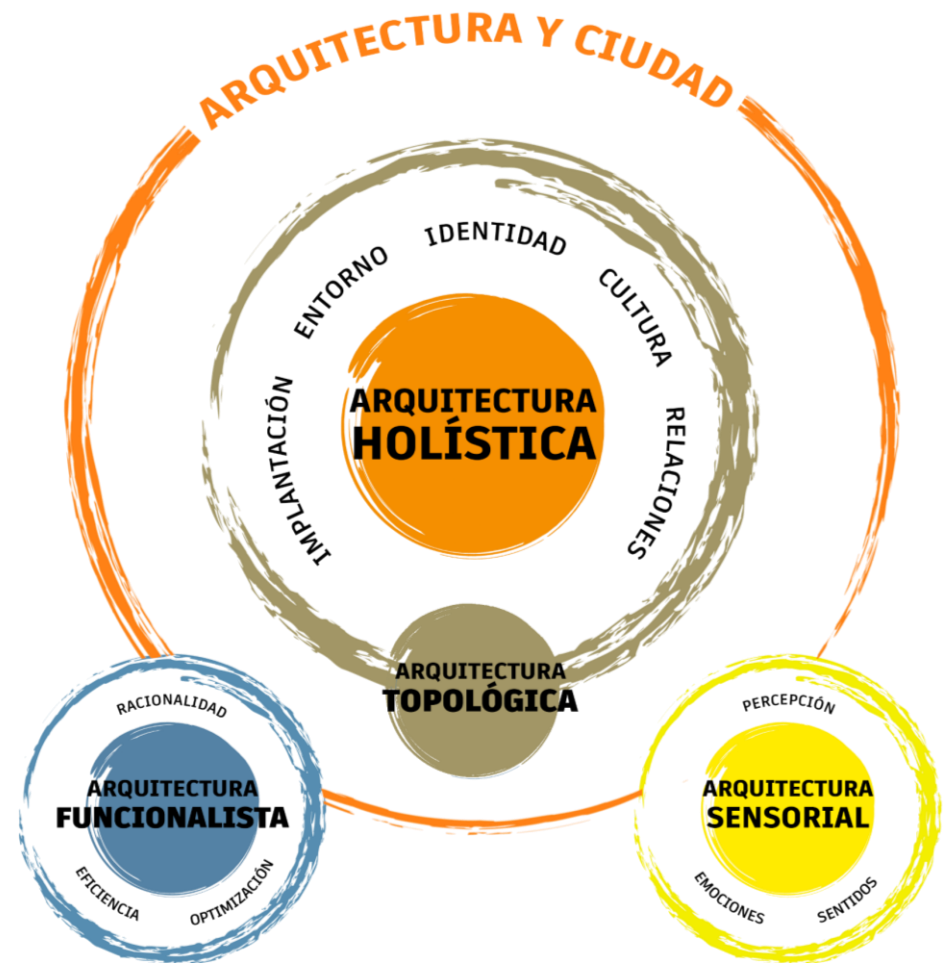 ARQUITECTURA Y CIUDAD
IMPLANTACIÓN
ENTORNO
IDENTIDAD
CULTURA
RELACIONES
ARQUITECTURA
HOLÍSTICA
ARQUITECTURA
TOPOLÓGICA
RACIONALIDAD
ARQUITECTURA
FUNCIONALISTA
EFICIENCIA
OPTIMIZACIÓN
PERCEPCIÓN
ARQUITECTURA
SENSORIAL
EMOCIONES
SENTIDOS